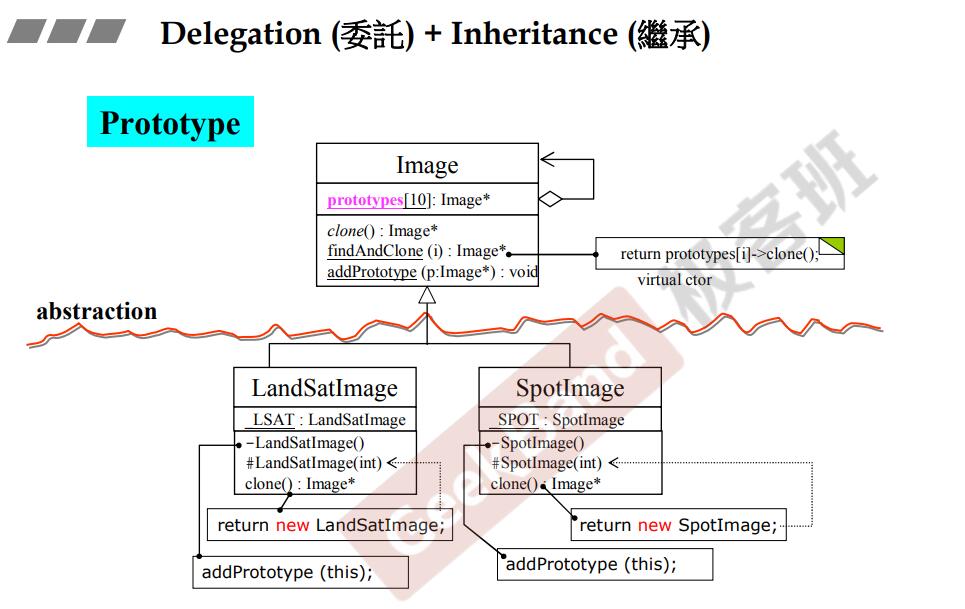 Delegation (委託) + Inheritance (繼承)
Prototype
Image
prototypes[10]: Image*
clone() : Image*
findAndClone (i) : Image*
addPrototype (p:Image*) : void
return prototypes[i]->clone();
virtual ctor
abstraction
LandSatImage
_LSAT : LandSatImage
-LandSatImage()
#LandSatImage(int)
clone() : Image*
return new LandSatImage;
addPrototype (this);
SpotImage
_SPOT : SpotImage
-SpotImage()
#SpotImage(int)
clone() : Image*
return new SpotImage;
addPrototype (this);
GeekBand 极客班